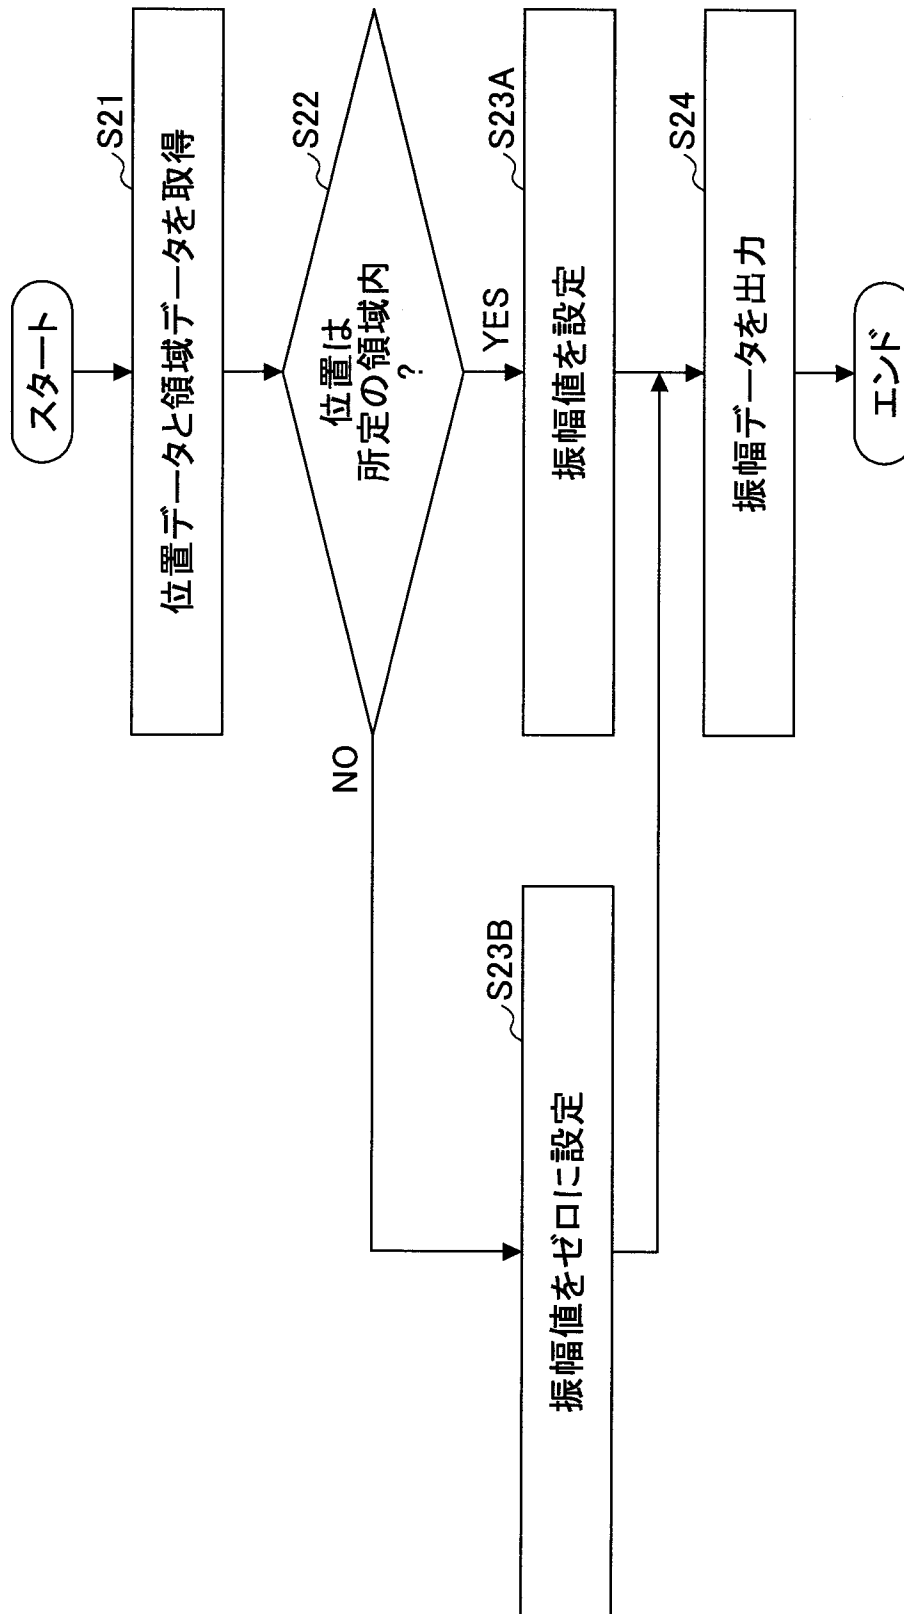 スタート
S21
位置データと領域データを取得
S22
位置は
所定の領域内
?
NO
YES
S23A
振幅値を設定
S23B
振幅値をゼロに設定
S24
振幅データを出力
エンド